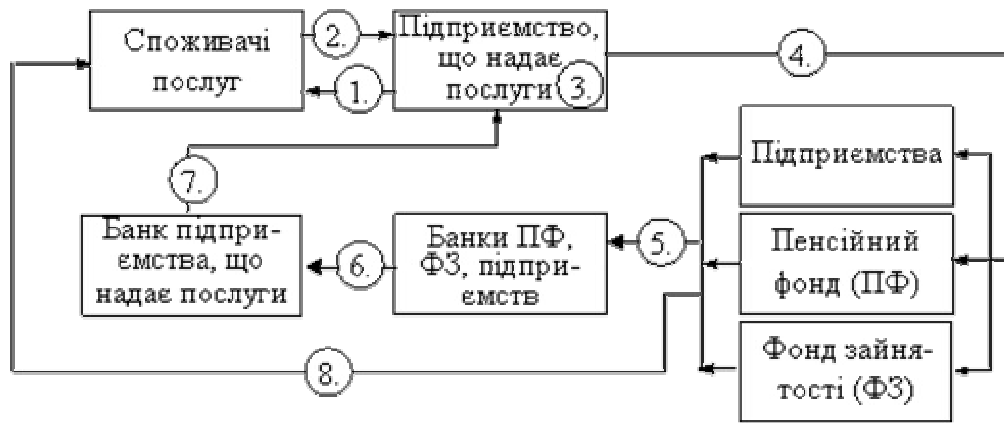 Споживачі
послуг
2.
1.
Підприємство,
що надає
послуги
3.
4.
Підприємства
7.
Банк підпри-
ємства, що
надає послуги
6.
Банки ПФ,
ФЗ, підпри-
ємств
5.
Пенсійний
фонд (ПФ)
8.
Фонд зайня-
тості (ФЗ)